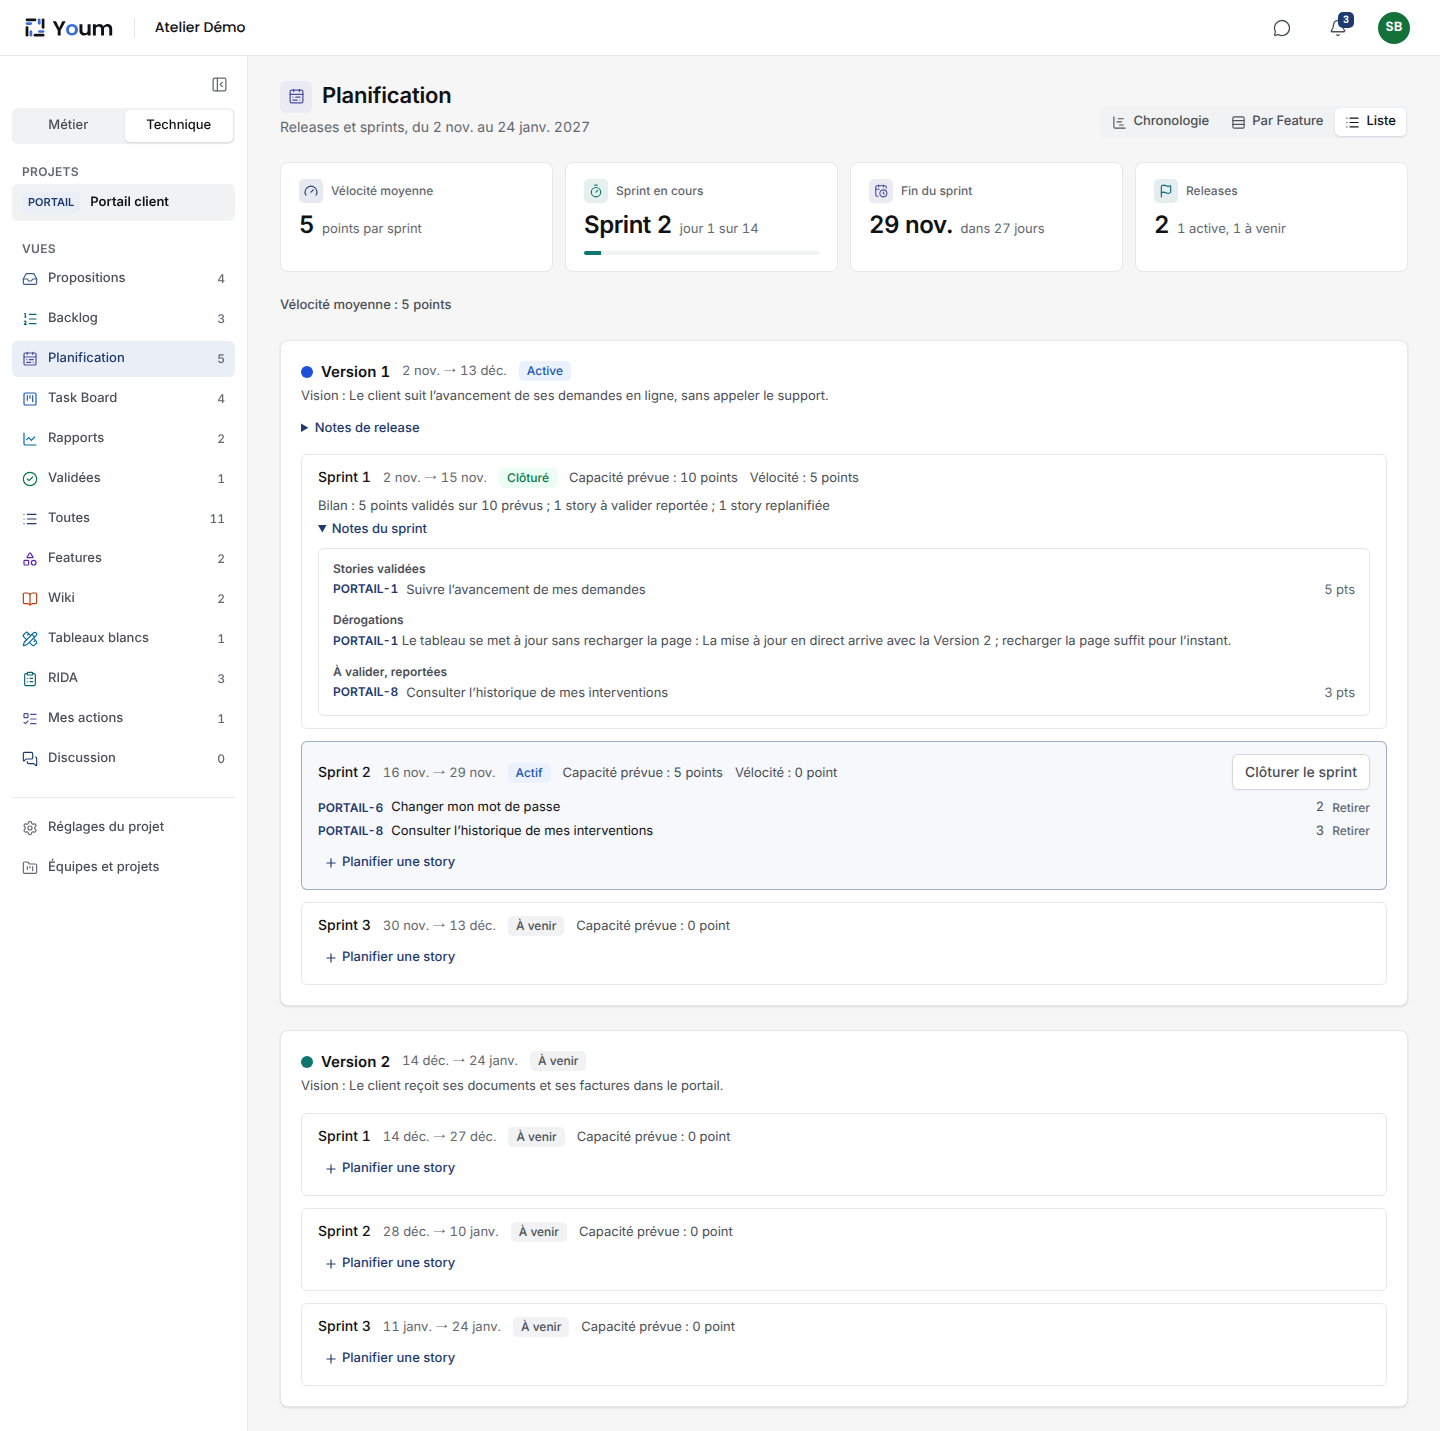 Youm
Atelier Démo
3
SB
Métier
Technique
PROJETS
PORTAIL Portail client
VUES
Propositions 4
Backlog 3
Planification 5
Task Board 4
Rapports 2
Validées 1
Toutes 11
Features 2
Wiki 2
Tableaux blancs 1
RIDA 3
Mes actions 1
Discussion 0
Réglages du projet
Équipes et projets
Planification
Releases et sprints, du 2 nov. au 24 janv. 2027
Chronologie
Par Feature
Liste
Vélocité moyenne
5 points par sprint
Sprint en cours
Sprint 2 jour 1 sur 14
Fin du sprint
29 nov. dans 27 jours
Releases
2 1 active, 1 à venir
Vélocité moyenne : 5 points
Version 1 2 nov. → 13 déc. Active
Vision : Le client suit l’avancement de ses demandes en ligne, sans appeler le support.
Notes de release
Sprint 1 2 nov. → 15 nov. Clôturé Capacité prévue : 10 points Vélocité : 5 points
Bilan : 5 points validés sur 10 prévus ; 1 story à valider reportée ; 1 story replanifiée
Notes du sprint
Stories validées
PORTAIL-1 Suivre l’avancement de mes demandes 5 pts
Dérogations
PORTAIL-1 Le tableau se met à jour sans recharger la page : La mise à jour en direct arrive avec la Version 2 ; recharger la page suffit pour l’instant.
À valider, reportées
PORTAIL-8 Consulter l’historique de mes interventions 3 pts
Sprint 2 16 nov. → 29 nov. Actif Capacité prévue : 5 points Vélocité : 0 point Clôturer le sprint
PORTAIL-6 Changer mon mot de passe 2 Retirer
PORTAIL-8 Consulter l’historique de mes interventions 3 Retirer
+ Planifier une story
Sprint 3 30 nov. → 13 déc. À venir Capacité prévue : 0 point
+ Planifier une story
Version 2 14 déc. → 24 janv. À venir
Vision : Le client reçoit ses documents et ses factures dans le portail.
Sprint 1 14 déc. → 27 déc. À venir Capacité prévue : 0 point
+ Planifier une story
Sprint 2 28 déc. → 10 janv. À venir Capacité prévue : 0 point
+ Planifier une story
Sprint 3 11 janv. → 24 janv. À venir Capacité prévue : 0 point
+ Planifier une story